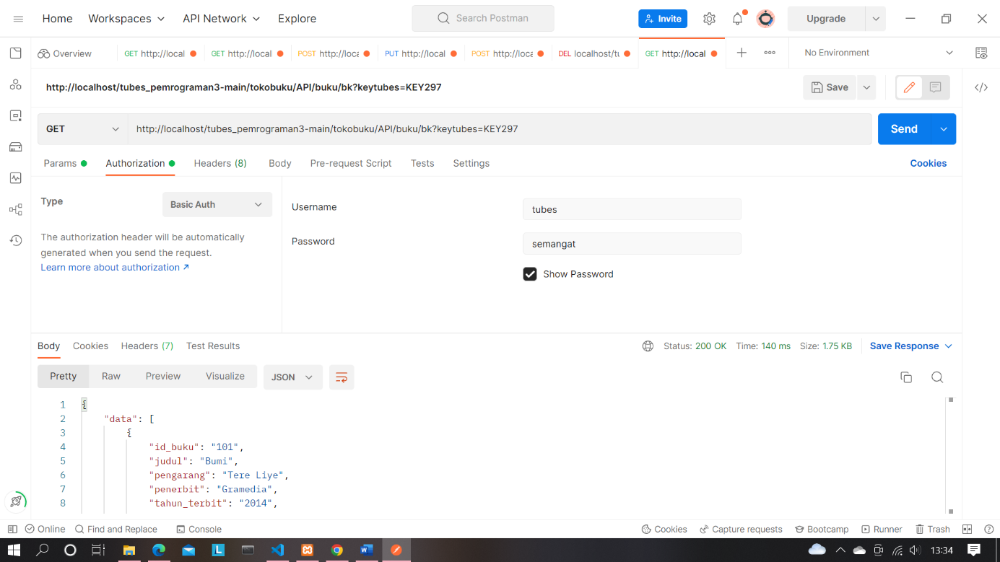 Home Workspaces API Network Explore Search Postman Invite Upgrade
Overview GET http://local GET http://local POST http://loca PUT http://local POST http://loca DEL localhost/tu GET http://local No Environment
http://localhost/tubes_pemrograman3-main/tokobuku/API/buku/bk?keytubes=KEY297 Save
GET http://localhost/tubes_pemrograman3-main/tokobuku/API/buku/bk?keytubes=KEY297 Send
Params Authorization Headers (8) Body Pre-request Script Tests Settings Cookies
Type Basic Auth
Username tubes
The authorization header will be automatically
generated when you send the request.
Learn more about authorization ↗
Password semangat
Show Password
Body Cookies Headers (7) Test Results Status: 200 OK Time: 140 ms Size: 1.75 KB Save Response
Pretty Raw Preview Visualize JSON
1 {
2 "data": [
3 {
4 "id_buku": "101",
5 "judul": "Bumi",
6 "pengarang": "Tere Liye",
7 "penerbit": "Gramedia",
8 "tahun_terbit": "2014",
Online Find and Replace Console Cookies Capture requests Bootcamp Runner Trash
13:34